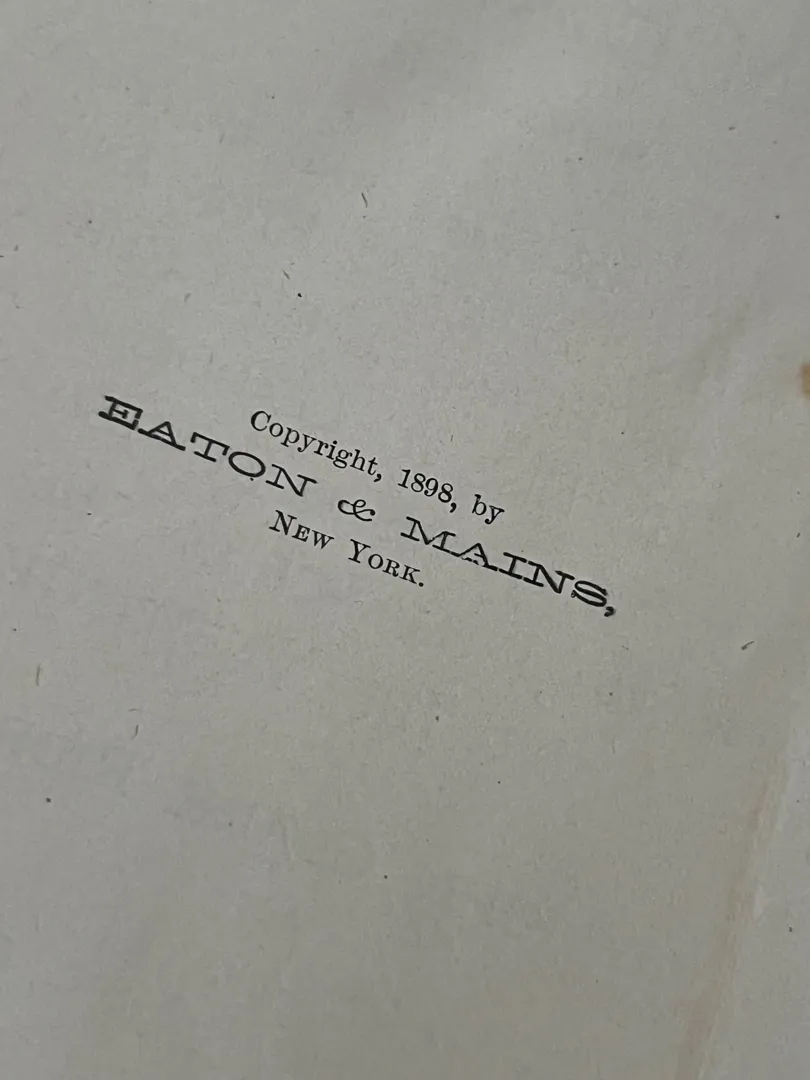 Copyright, 1898, by
EATON & MAINS,
NEW YORK.